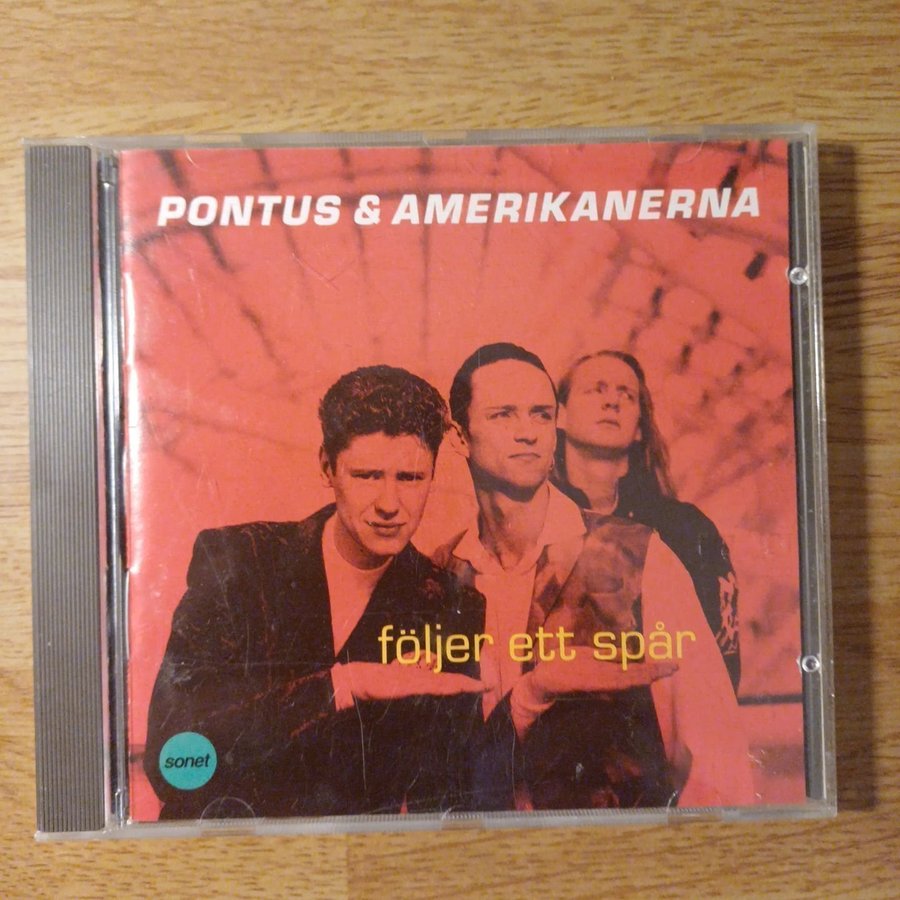 PONTUS & AMERIKANERNA
följer ett spår
sonet